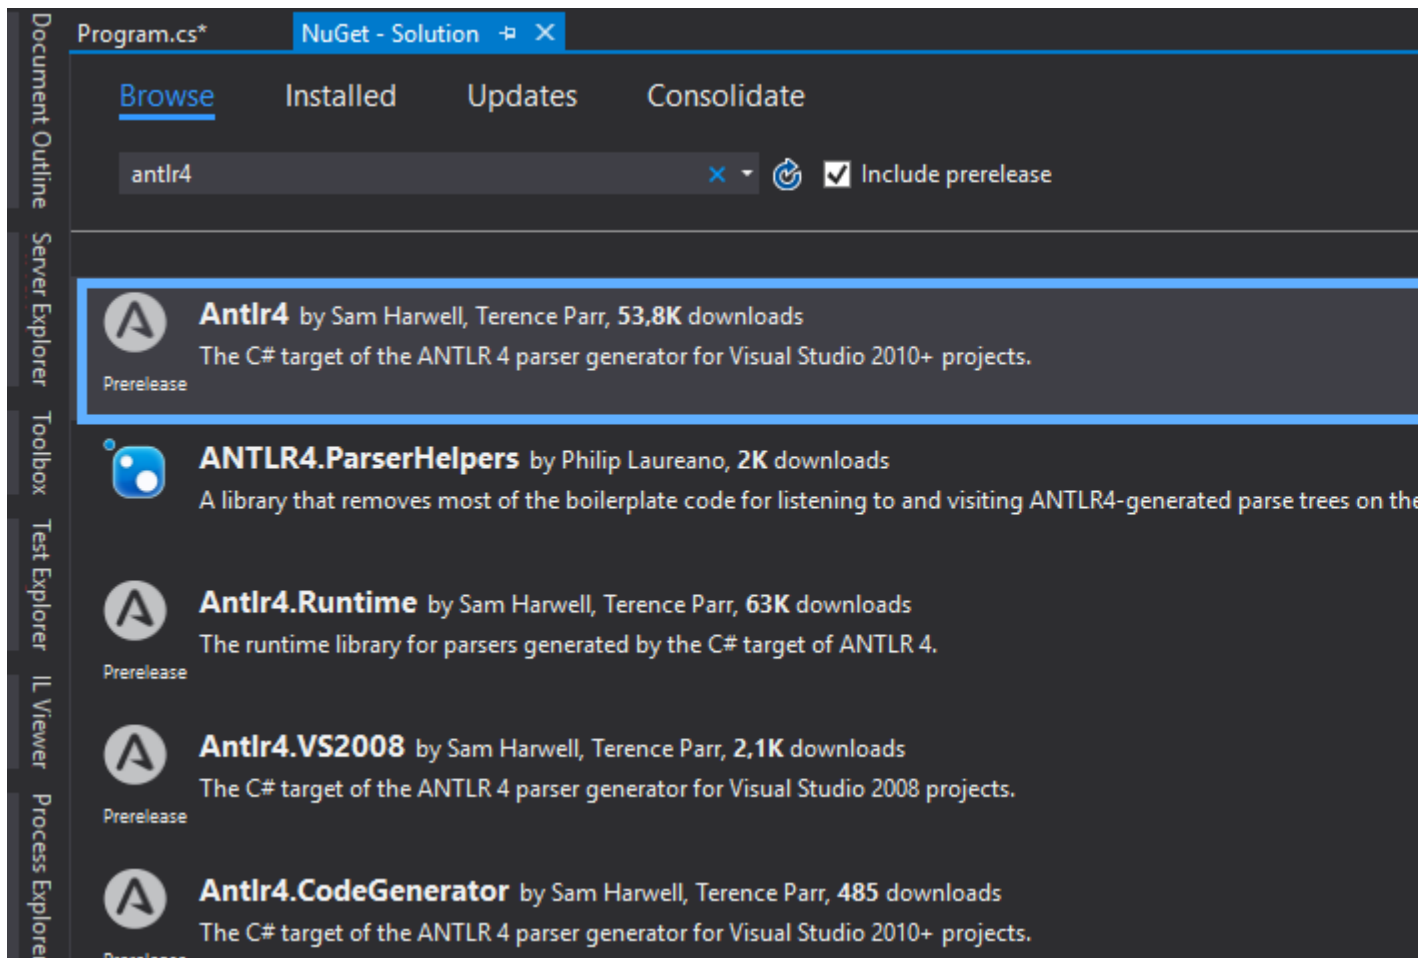 Document Outline
Server Explorer
Toolbox
Test Explorer
IL Viewer
Process Explorer
Program.cs*
NuGet - Solution
Browse Installed Updates Consolidate
antlr4
Include prerelease
Antlr4 by Sam Harwell, Terence Parr, 53,8K downloads
The C# target of the ANTLR 4 parser generator for Visual Studio 2010+ projects.
Prerelease
ANTLR4.ParserHelpers by Philip Laureano, 2K downloads
A library that removes most of the boilerplate code for listening to and visiting ANTLR4-generated parse trees on the
Antlr4.Runtime by Sam Harwell, Terence Parr, 63K downloads
The runtime library for parsers generated by the C# target of ANTLR 4.
Prerelease
Antlr4.VS2008 by Sam Harwell, Terence Parr, 2,1K downloads
The C# target of the ANTLR 4 parser generator for Visual Studio 2008 projects.
Prerelease
Antlr4.CodeGenerator by Sam Harwell, Terence Parr, 485 downloads
The C# target of the ANTLR 4 parser generator for Visual Studio 2010+ projects.
Prerelease